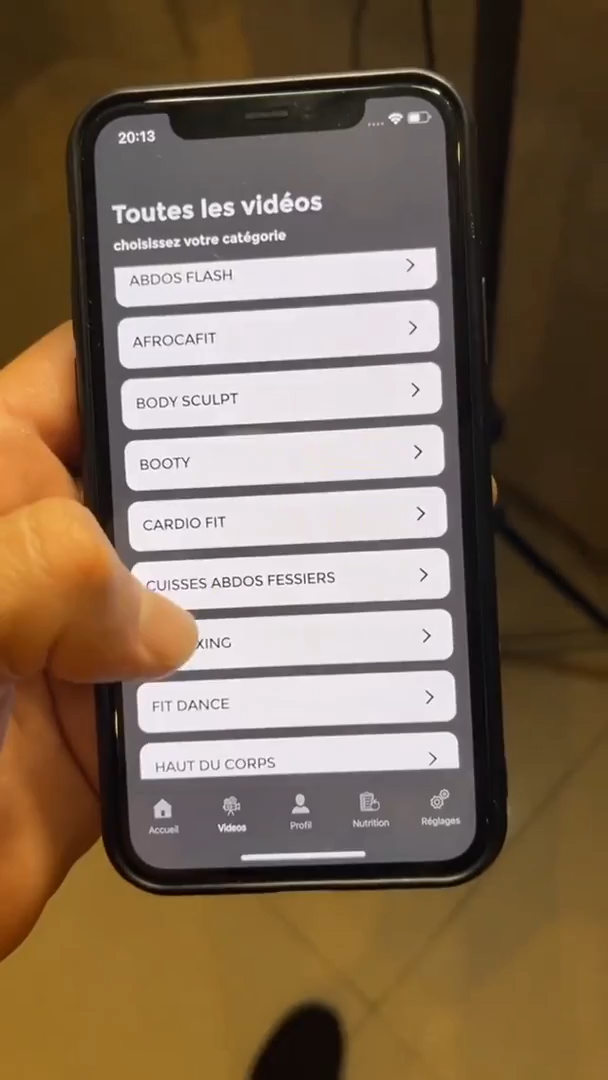 20:13
Toutes les vidéos
choisissez votre catégorie
ABDOS FLASH
AFROCAFIT
BODY SCULPT
BOOTY
CARDIO FIT
CUISSES ABDOS FESSIERS
FIT DANCE
HAUT DU CORPS
Accueil
Videos
Profil
Nutrition
Réglages